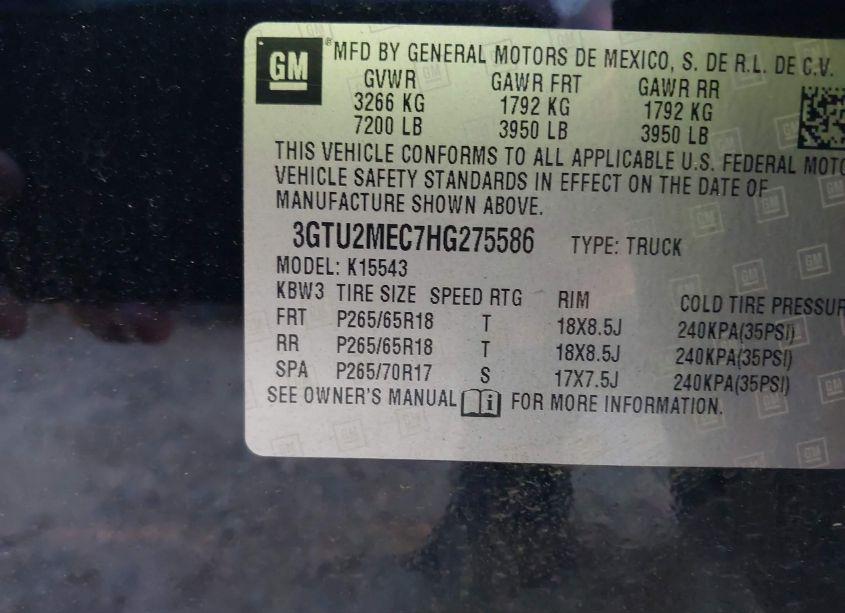 GM ® MFD BY GENERAL MOTORS DE MEXICO, S. DE R.L. DE C.V.
GVWR GAWR FRT GAWR RR
3266 KG 1792 KG 1792 KG
7200 LB 3950 LB 3950 LB
THIS VEHICLE CONFORMS TO ALL APPLICABLE U.S. FEDERAL MOTO
VEHICLE SAFETY STANDARDS IN EFFECT ON THE DATE OF
MANUFACTURE SHOWN ABOVE.
3GTU2MEC7HG275586 TYPE: TRUCK
MODEL: K15543
KBW3 TIRE SIZE SPEED RTG RIM COLD TIRE PRESSUR
FRT P265/65R18 T 18X8.5J 240KPA(35PSI)
RR P265/65R18 T 18X8.5J 240KPA(35PSI)
SPA P265/70R17 S 17X7.5J 240KPA(35PSI)
SEE OWNER'S MANUAL i FOR MORE INFORMATION.